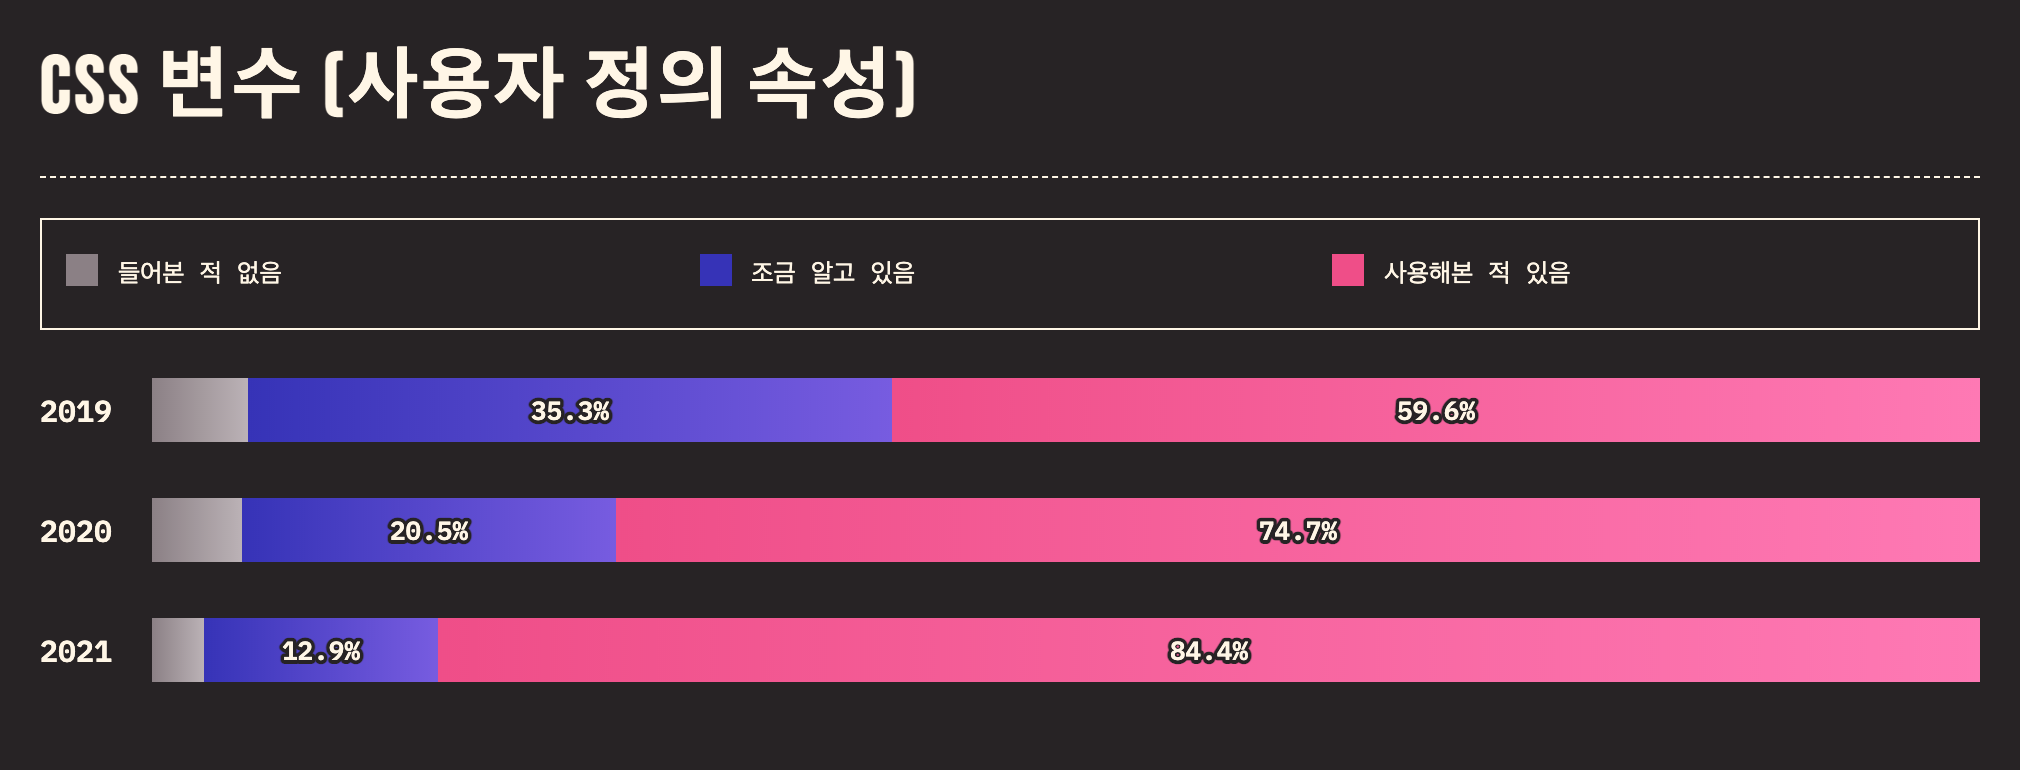 CSS 변수 (사용자 정의 속성)
들어본 적 없음 조금 알고 있음 사용해본 적 있음
2019 35.3% 59.6%
2020 20.5% 74.7%
2021 12.9% 84.4%